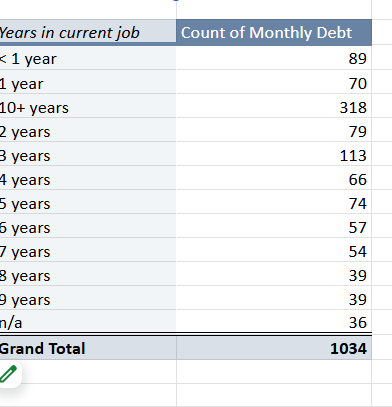 Years in current job Count of Monthly Debt
< 1 year 89
1 year 70
10+ years 318
2 years 79
3 years 113
4 years 66
5 years 74
6 years 57
7 years 54
8 years 39
9 years 39
n/a 36
Grand Total 1034